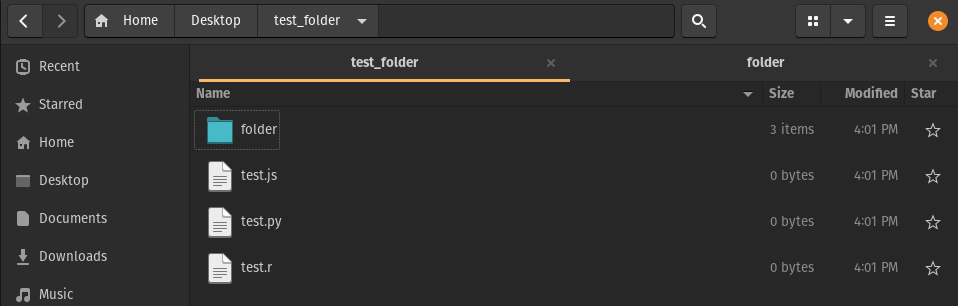 Home Desktop test_folder
Recent
Starred
Home
Desktop
Documents
Downloads
Music
test_folder folder
Name Size Modified Star
folder 3 items 4:01 PM
test.js 0 bytes 4:01 PM
test.py 0 bytes 4:01 PM
test.r 0 bytes 4:01 PM